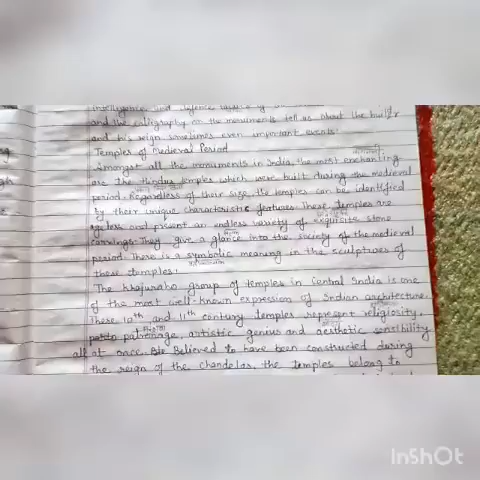 intelligence and defence
and the calligraphy on the monuments tell us about the builder
and his reign sometimes even important events.
Temples of Medieval Period
Amongst all the monuments in India, the most enchanting
are the Hindu temples which were built during the medieval
period. Regardless of their size the temples can be identified
by their unique characteristic features. These temples are
ageless and present an endless variety of exquisite stone
carvings. They give a glance into the society of the medieval
period. There is a symbolic meaning in the sculptures of
these temples.
The Khajuraho group of temples in Central India is one
of the most well-known expression of Indian architecture.
These 10th and 11th century temples represent religiosity,
patronage, artistic genius and aesthetic sensibility
all at once. Believed to have been constructed during
the reign of the chandelas, the temples belong to
InShOt